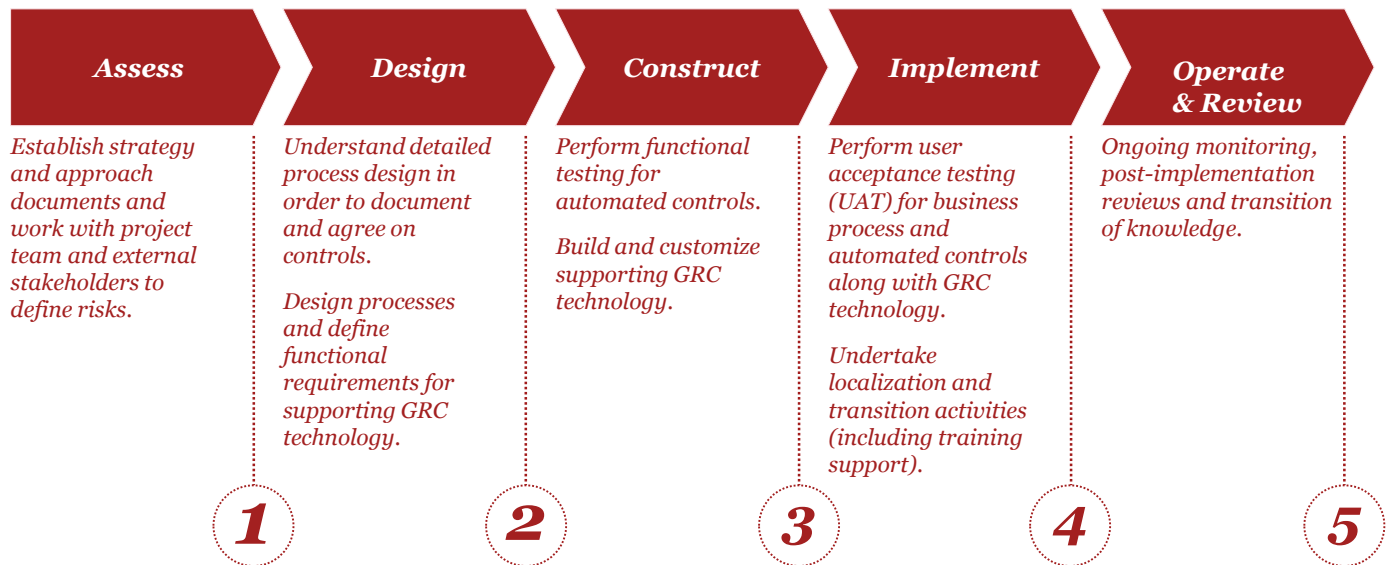 Assess
Establish strategy
and approach
documents and
work with project
team and external
stakeholders to
define risks.
1
Design
Understand detailed
process design in
order to document
and agree on
controls.
Design processes
and define
functional
requirements for
supporting GRC
technology.
2
Construct
Perform functional
testing for
automated controls.
Build and customize
supporting GRC
technology.
3
Implement
Perform user
acceptance testing
(UAT) for business
process and
automated controls
along with GRC
technology.
Undertake
localization and
transition activities
(including training
support).
4
Operate
& Review
Ongoing monitoring,
post-implementation
reviews and transition
of knowledge.
5